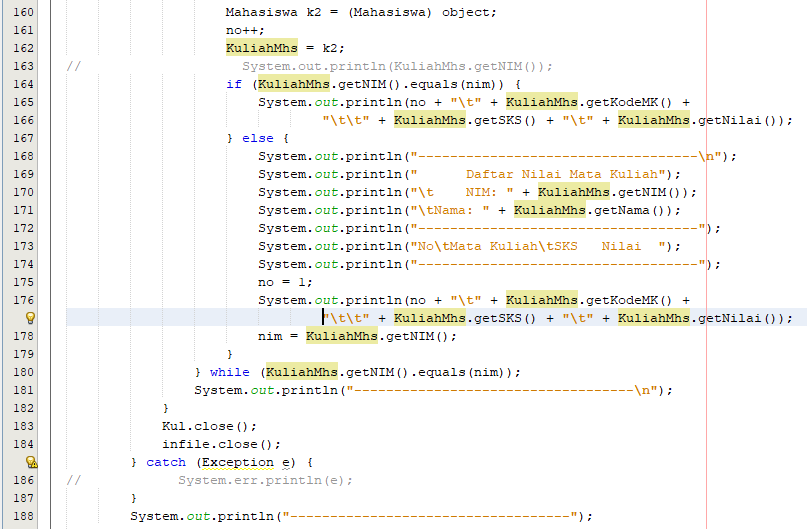 160 Mahasiswa k2 = (Mahasiswa) object;
161 no++;
162 KuliahMhs = k2;
163 // System.out.println(KuliahMhs.getNIM());
164 if (KuliahMhs.getNIM().equals(nim)) {
165 System.out.println(no + "\t" + KuliahMhs.getKodeMK() +
166 "\t\t" + KuliahMhs.getSKS() + "\t" + KuliahMhs.getNilai());
167 } else {
168 System.out.println("-----------------------------------\n");
169 System.out.println("      Daftar Nilai Mata Kuliah");
170 System.out.println("\t    NIM: " + KuliahMhs.getNIM());
171 System.out.println("\tNama: " + KuliahMhs.getNama());
172 System.out.println("-----------------------------------");
173 System.out.println("No\tMata Kuliah\tSKS   Nilai  ");
174 System.out.println("-----------------------------------");
175 no = 1;
176 System.out.println(no + "\t" + KuliahMhs.getKodeMK() +
"\t\t" + KuliahMhs.getSKS() + "\t" + KuliahMhs.getNilai());
178 nim = KuliahMhs.getNIM();
179 }
180 } while (KuliahMhs.getNIM().equals(nim));
181 System.out.println("-----------------------------------\n");
182 }
183 Kul.close();
184 infile.close();
} catch (Exception e) {
186 // System.err.println(e);
187 }
188 System.out.println("-----------------------------------");